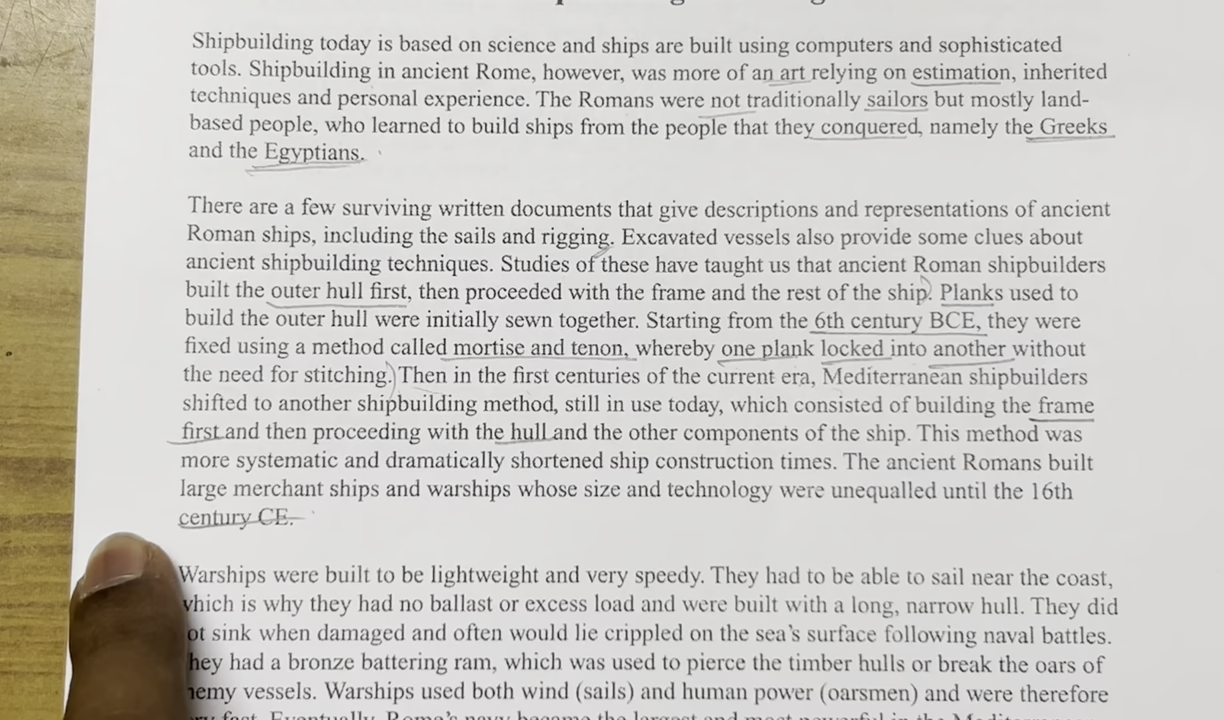 Shipbuilding today is based on science and ships are built using computers and sophisticated
tools. Shipbuilding in ancient Rome, however, was more of an art relying on estimation, inherited
techniques and personal experience. The Romans were not traditionally sailors but mostly land-
based people, who learned to build ships from the people that they conquered, namely the Greeks
and the Egyptians.
There are a few surviving written documents that give descriptions and representations of ancient
Roman ships, including the sails and rigging. Excavated vessels also provide some clues about
ancient shipbuilding techniques. Studies of these have taught us that ancient Roman shipbuilders
built the outer hull first, then proceeded with the frame and the rest of the ship. Planks used to
build the outer hull were initially sewn together. Starting from the 6th century BCE, they were
fixed using a method called mortise and tenon, whereby one plank locked into another without
the need for stitching. Then in the first centuries of the current era, Mediterranean shipbuilders
shifted to another shipbuilding method, still in use today, which consisted of building the frame
first and then proceeding with the hull and the other components of the ship. This method was
more systematic and dramatically shortened ship construction times. The ancient Romans built
large merchant ships and warships whose size and technology were unequalled until the 16th
century CE.
Warships were built to be lightweight and very speedy. They had to be able to sail near the coast,
which is why they had no ballast or excess load and were built with a long, narrow hull. They did
ot sink when damaged and often would lie crippled on the sea's surface following naval battles.
hey had a bronze battering ram, which was used to pierce the timber hulls or break the oars of
nemy vessels. Warships used both wind (sails) and human power (oarsmen) and were therefore
fast. Eventually, Rome's navy became the largest and most powerful in the